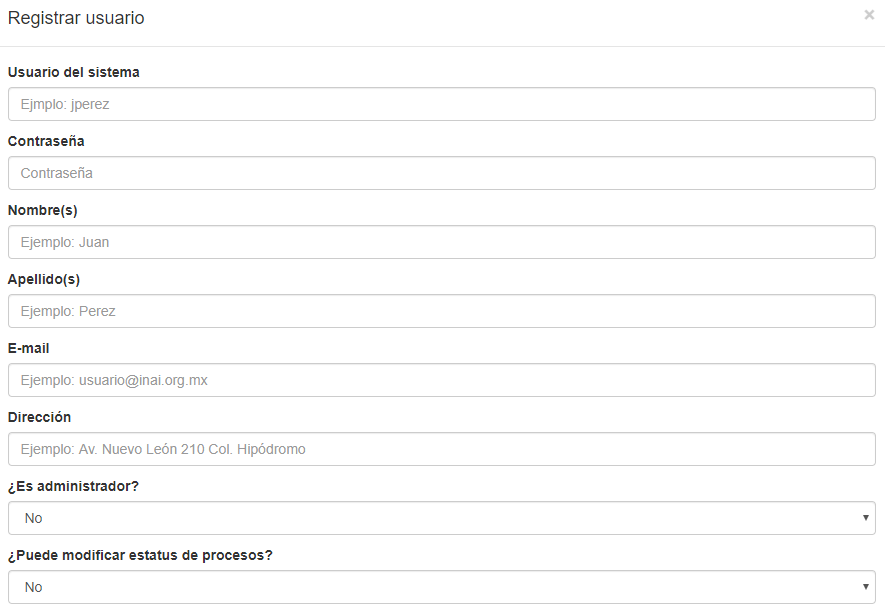 Registrar usuario
×
Usuario del sistema
Ejmplo: jperez
Contraseña
Contraseña
Nombre(s)
Ejemplo: Juan
Apellido(s)
Ejemplo: Perez
E-mail
Ejemplo: usuario@inai.org.mx
Dirección
Ejemplo: Av. Nuevo León 210 Col. Hipódromo
¿Es administrador?
No
¿Puede modificar estatus de procesos?
No